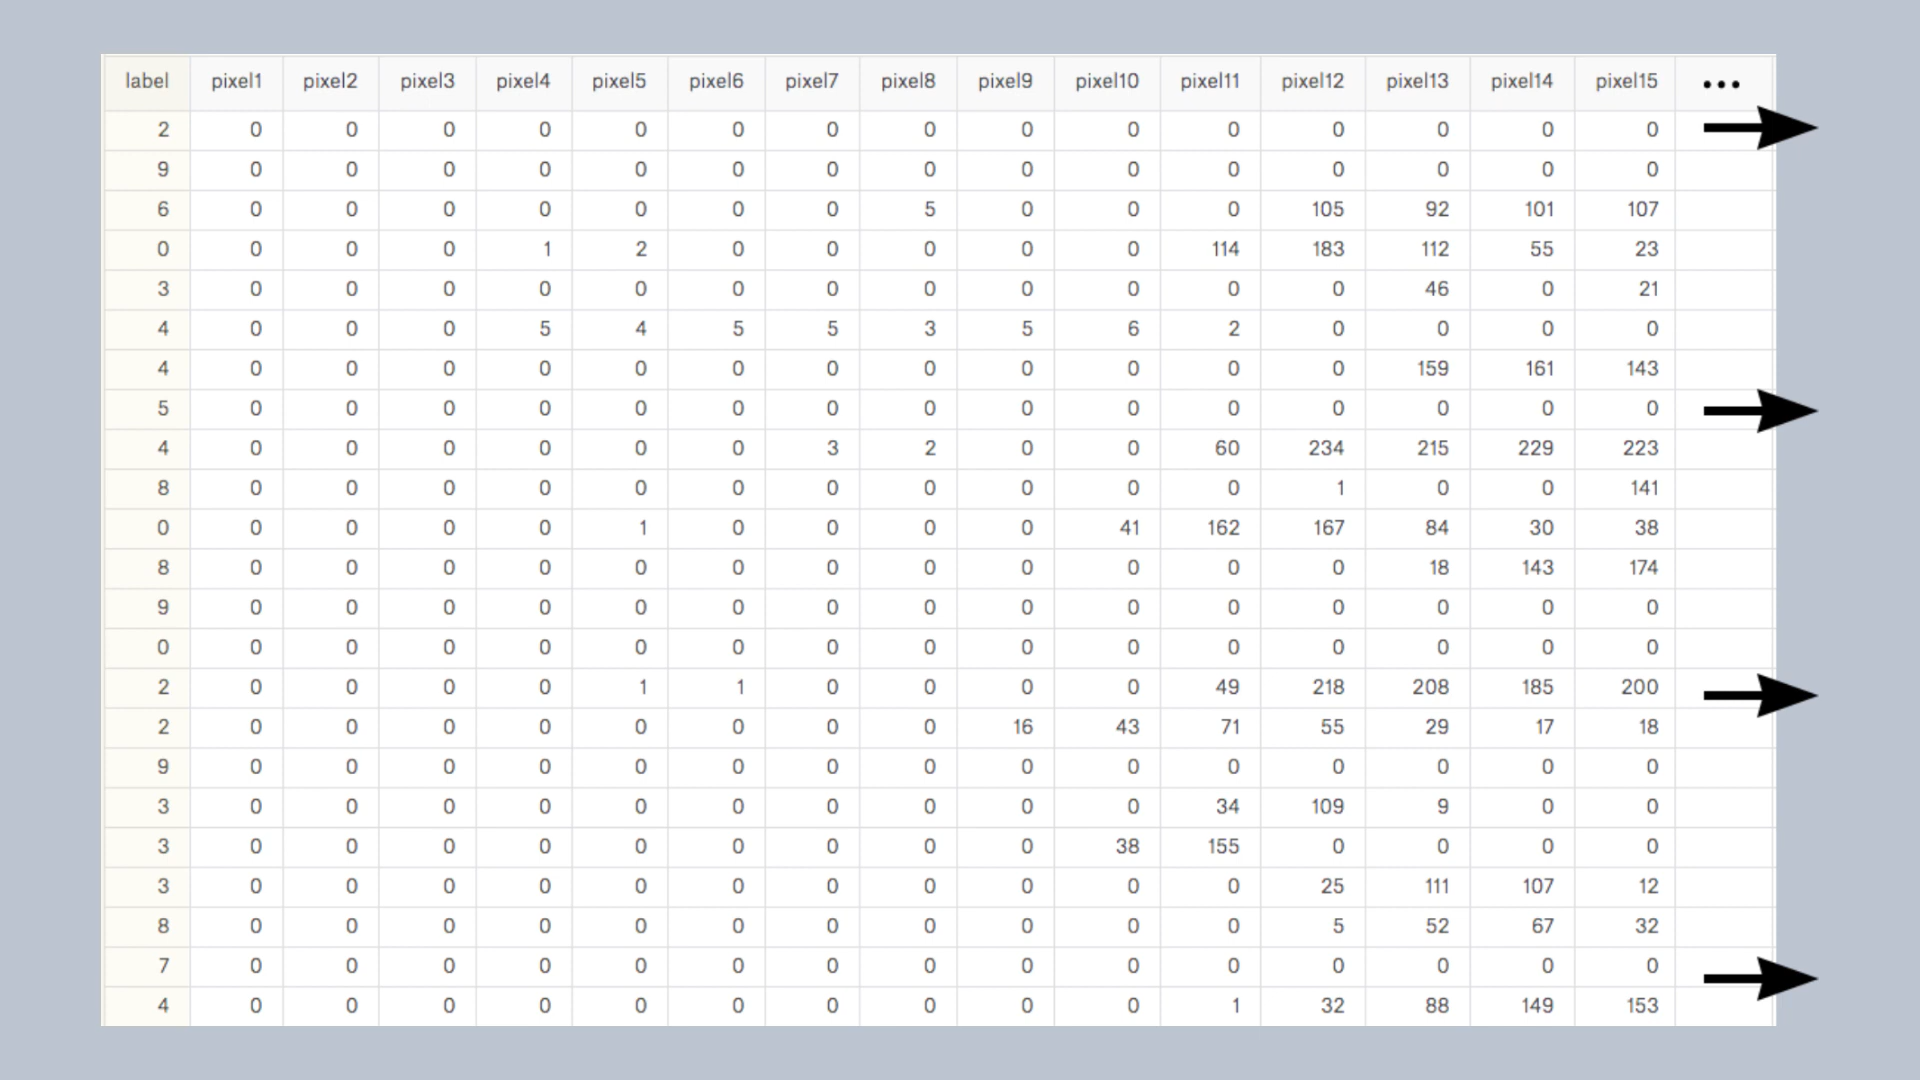 label pixel1 pixel2 pixel3 pixel4 pixel5 pixel6 pixel7 pixel8 pixel9 pixel10 pixel11 pixel12 pixel13 pixel14 pixel15 •••
2 0 0 0 0 0 0 0 0 0 0 0 0 0 0 0
9 0 0 0 0 0 0 0 0 0 0 0 0 0 0 0
6 0 0 0 0 0 0 0 5 0 0 0 105 92 101 107
0 0 0 0 1 2 0 0 0 0 0 114 183 112 55 23
3 0 0 0 0 0 0 0 0 0 0 0 0 46 0 21
4 0 0 0 5 4 5 5 3 5 6 2 0 0 0 0
4 0 0 0 0 0 0 0 0 0 0 0 0 159 161 143
5 0 0 0 0 0 0 0 0 0 0 0 0 0 0 0
4 0 0 0 0 0 0 3 2 0 0 60 234 215 229 223
8 0 0 0 0 0 0 0 0 0 0 0 1 0 0 141
0 0 0 0 0 1 0 0 0 0 41 162 167 84 30 38
8 0 0 0 0 0 0 0 0 0 0 0 0 18 143 174
9 0 0 0 0 0 0 0 0 0 0 0 0 0 0 0
0 0 0 0 0 0 0 0 0 0 0 0 0 0 0 0
2 0 0 0 0 1 1 0 0 0 0 49 218 208 185 200
2 0 0 0 0 0 0 0 0 16 43 71 55 29 17 18
9 0 0 0 0 0 0 0 0 0 0 0 0 0 0 0
3 0 0 0 0 0 0 0 0 0 0 34 109 9 0 0
3 0 0 0 0 0 0 0 0 0 38 155 0 0 0 0
3 0 0 0 0 0 0 0 0 0 0 0 25 111 107 12
8 0 0 0 0 0 0 0 0 0 0 0 5 52 67 32
7 0 0 0 0 0 0 0 0 0 0 0 0 0 0 0
4 0 0 0 0 0 0 0 0 0 0 1 32 88 149 153